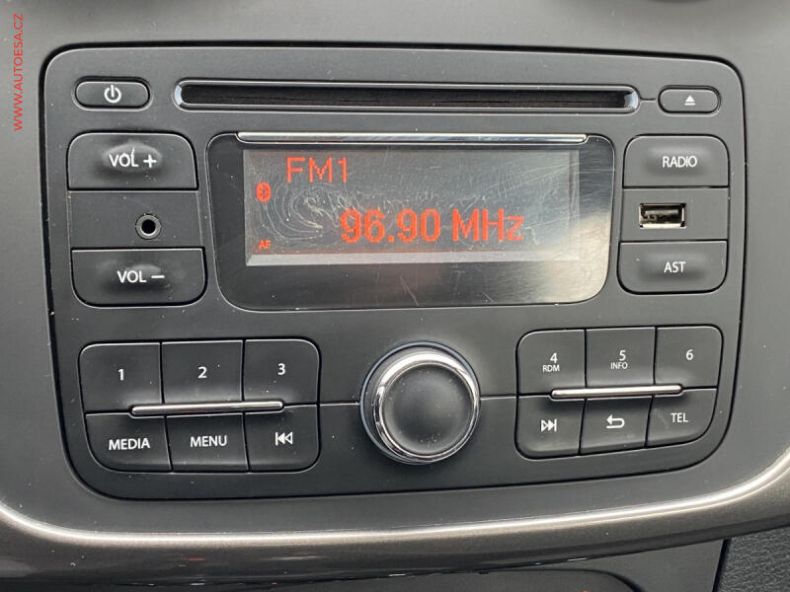 WWW.AUTOESA.CZ
VOL +
FM1
RADIO
96.90 MHz
AF
VOL −
AST
1
2
3
4
RDM
5
INFO
6
MEDIA
MENU
TEL